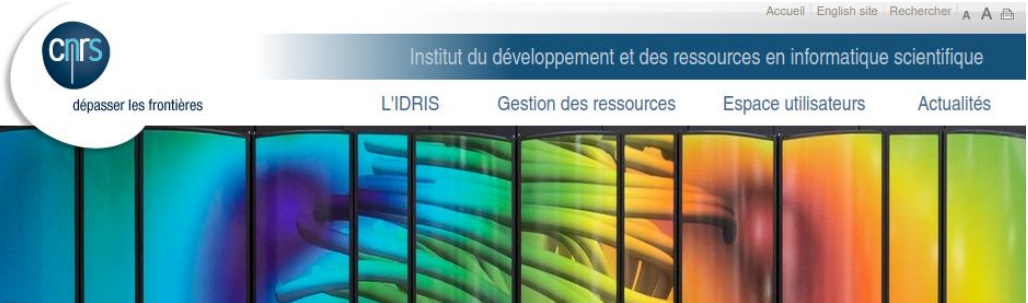 Accueil English site Rechercher A A
cnrs
Institut du développement et des ressources en informatique scientifique
dépasser les frontières
L'IDRIS Gestion des ressources Espace utilisateurs Actualités